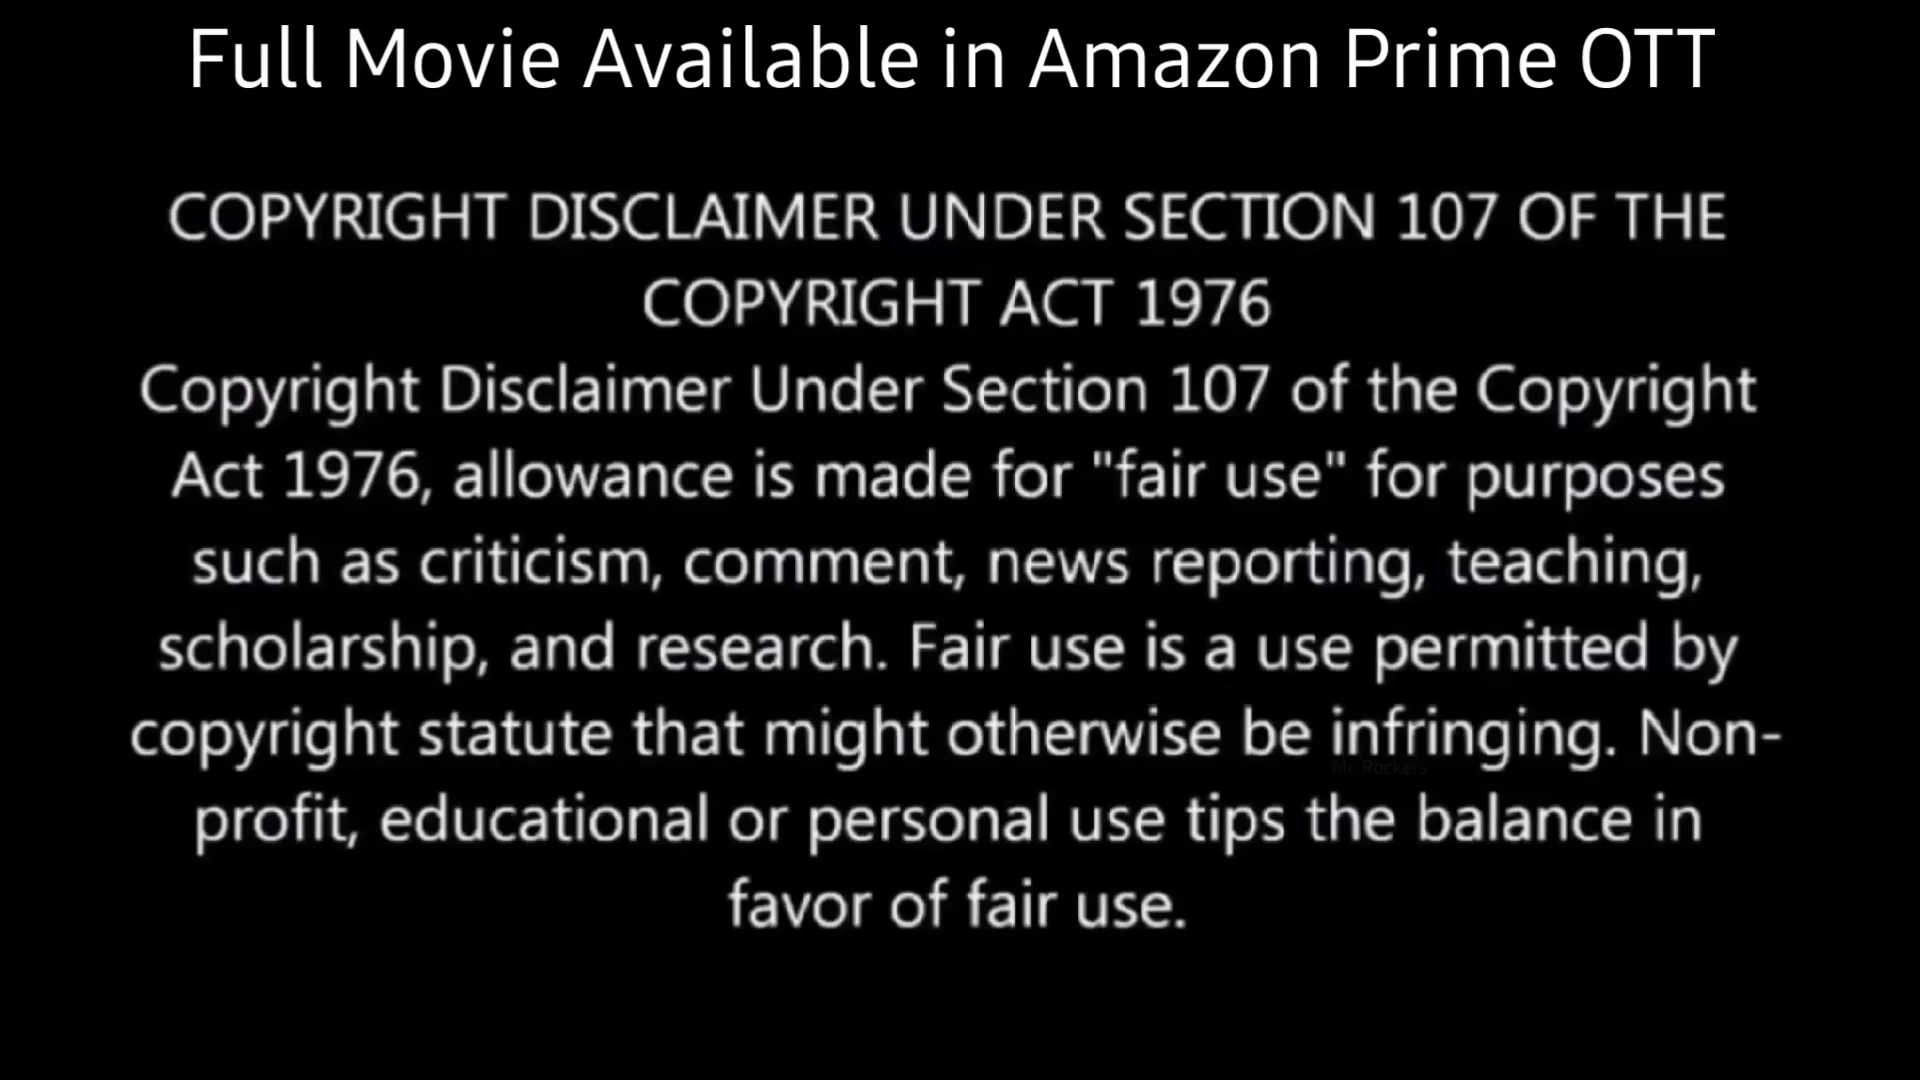 Full Movie Available in Amazon Prime OTT
COPYRIGHT DISCLAIMER UNDER SECTION 107 OF THE
COPYRIGHT ACT 1976
Copyright Disclaimer Under Section 107 of the Copyright
Act 1976, allowance is made for "fair use" for purposes
such as criticism, comment, news reporting, teaching,
scholarship, and research. Fair use is a use permitted by
copyright statute that might otherwise be infringing. Non-
Mr. Rockers
profit, educational or personal use tips the balance in
favor of fair use.